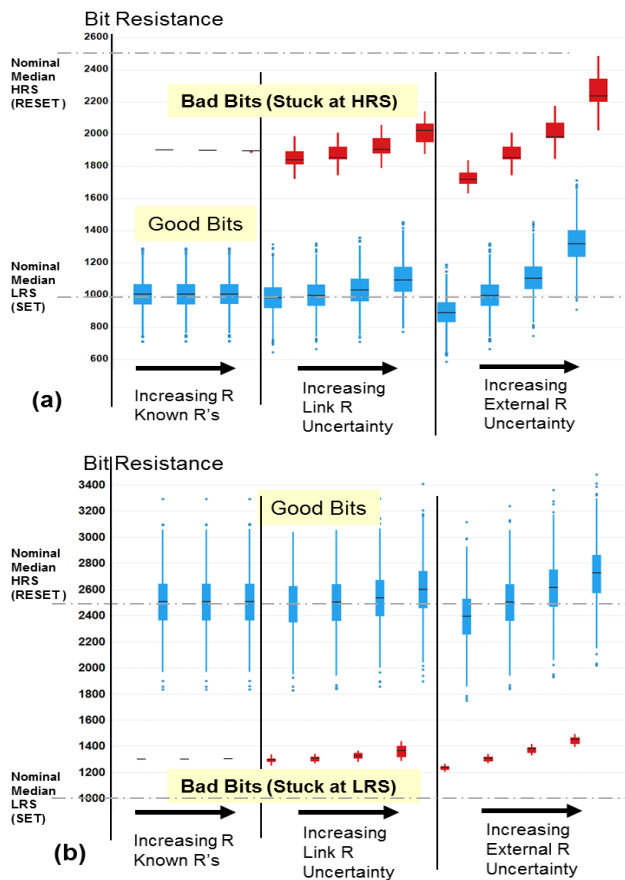 Bit Resistance
2600
Nominal
Median
HRS
(RESET)
2400
2200
Bad Bits (Stuck at HRS)
2000
1800
1600
1400
Good Bits
1200
Nominal
Median
LRS
(SET)
1000
800
600
(a)
Increasing R
Known R's
Increasing
Link R
Uncertainty
Increasing
External R
Uncertainty
Bit Resistance
3400
Good Bits
3200
3000
2800
Nominal
Median
HRS
(RESET)
2600
2400
2200
2000
1800
1600
1400
1200
Nominal
Median
LRS
(SET)
Bad Bits (Stuck at LRS)
1000
(b)
Increasing R
Known R's
Increasing
Link R
Uncertainty
Increasing
External R
Uncertainty